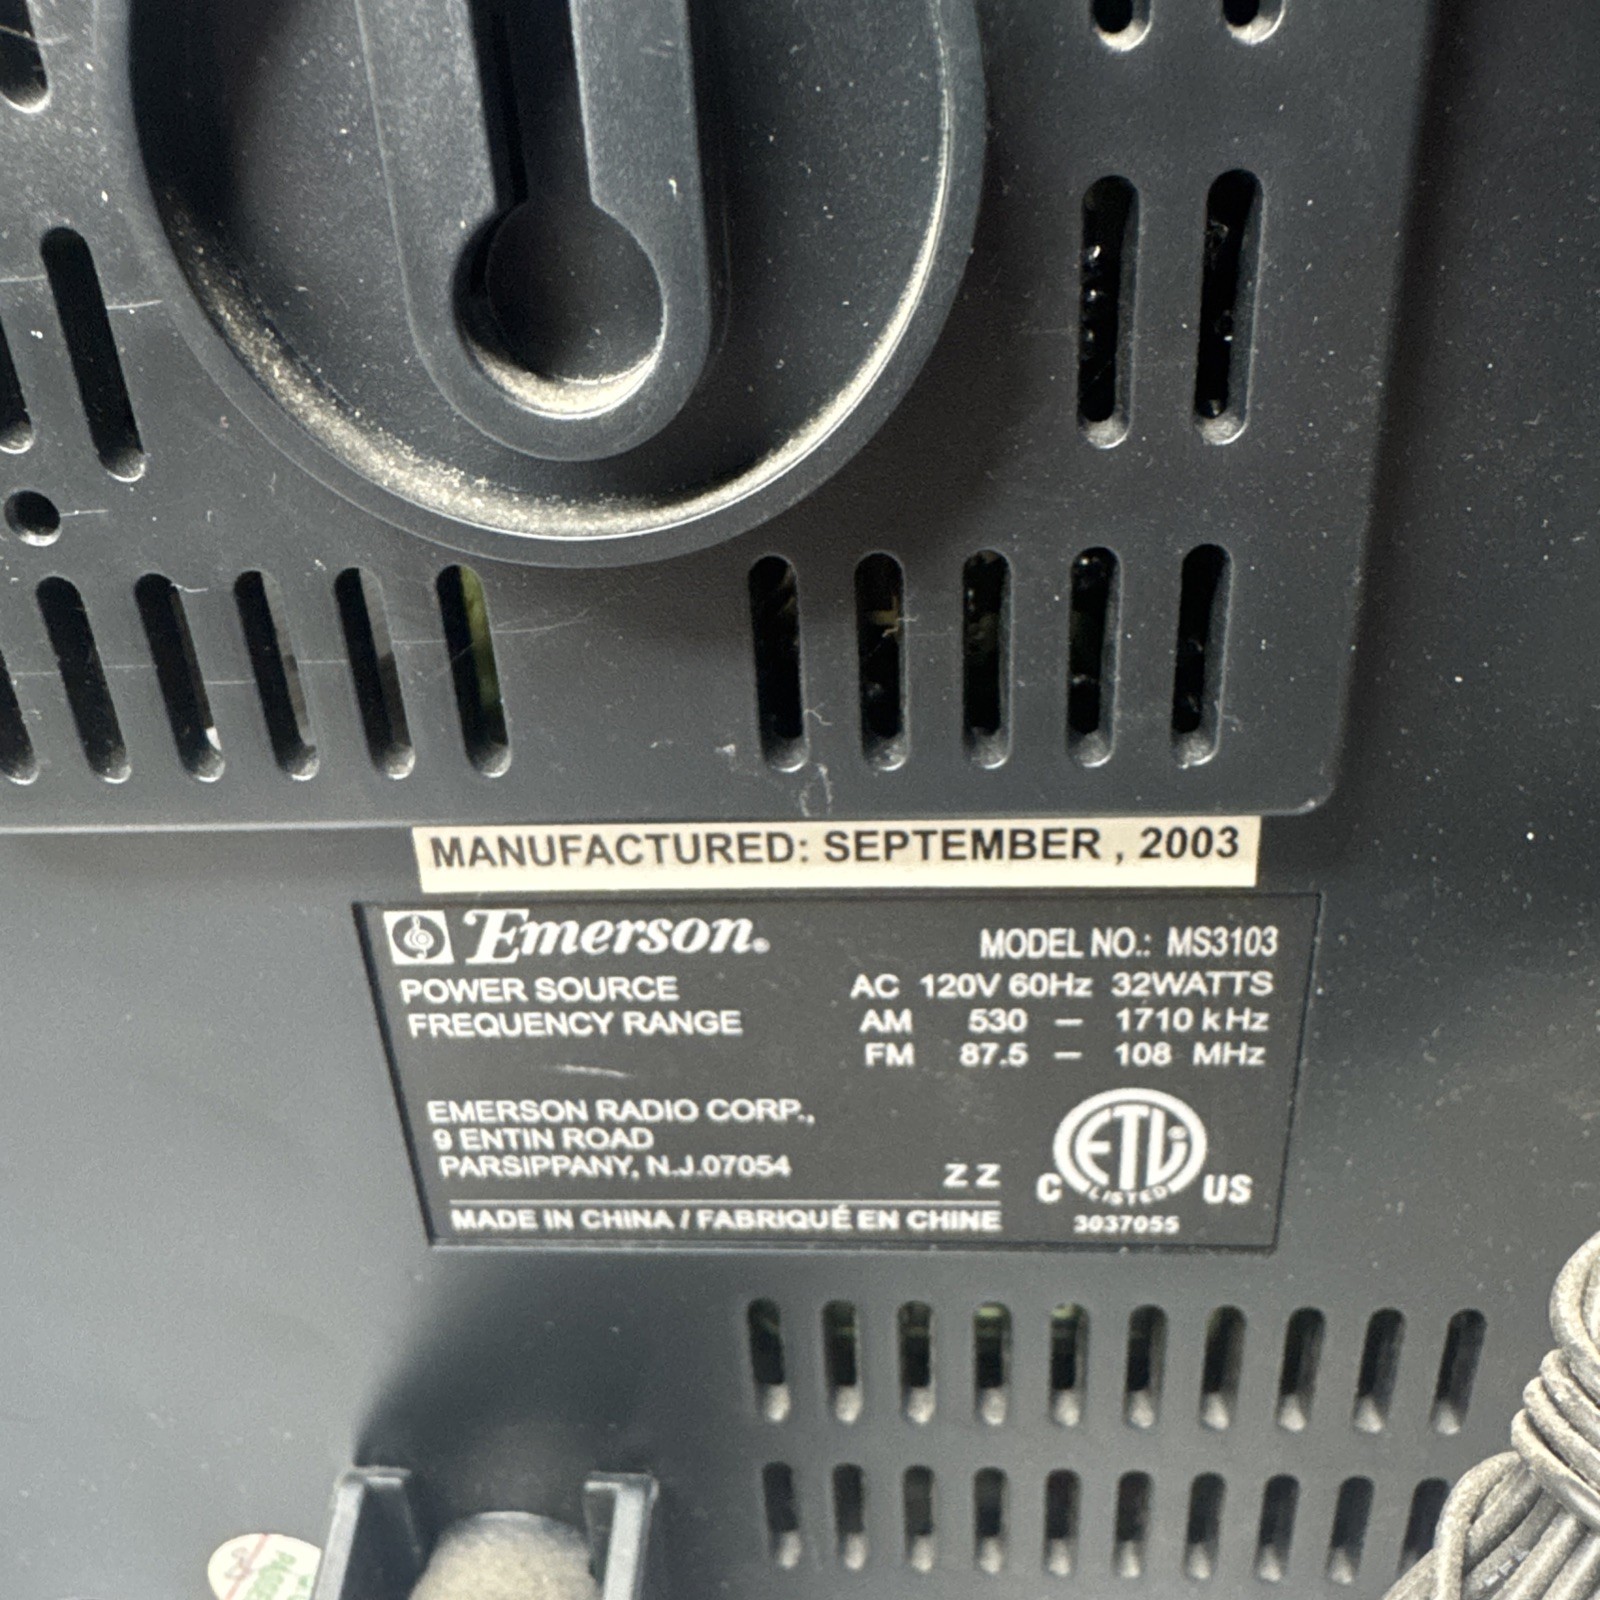 MANUFACTURED: SEPTEMBER , 2003
Emerson®
MODEL NO.: MS3103
POWER SOURCE AC 120V 60Hz 32WATTS
FREQUENCY RANGE AM 530 — 1710 kHz
FM 87.5 — 108 MHz
EMERSON RADIO CORP.,
9 ENTIN ROAD
PARSIPPANY, N.J.07054
Z Z
MADE IN CHINA / FABRIQUÉ EN CHINE
ETL
LISTED
C US
3037055